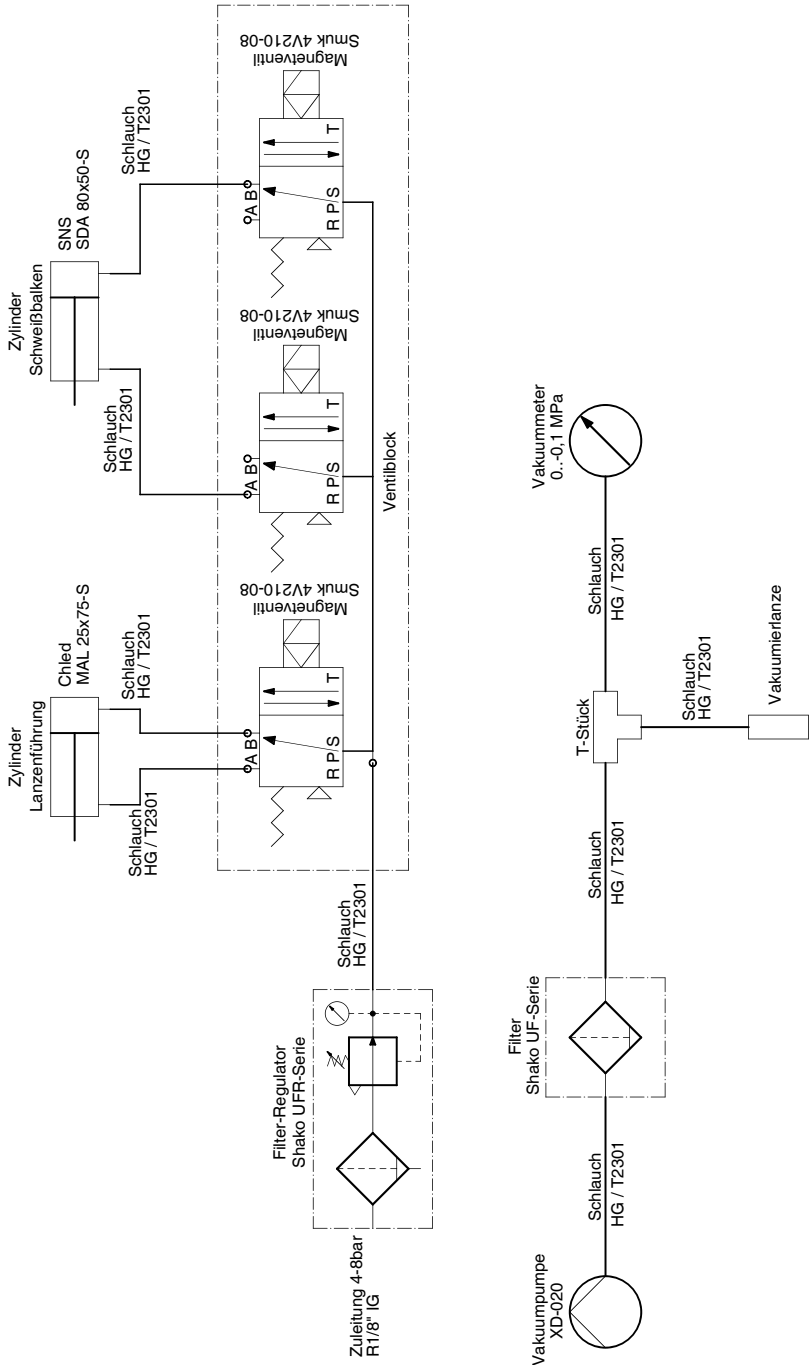 Zylinder
Lanzenführung
Chled
MAL 25x75-S
Schlauch
HG / T2301
Schlauch
HG / T2301
Zylinder
Schweißbalken
SNS
SDA 80x50-S
Schlauch
HG / T2301
Schlauch
HG / T2301
A B
R P S
T
Magnetventil
Smuk 4V210-08
A B
R P S
T
Magnetventil
Smuk 4V210-08
A B
R P S
T
Magnetventil
Smuk 4V210-08
Ventilblock
Filter-Regulator
Shako UFR-Serie
Schlauch
HG / T2301
Zuleitung 4-8bar
R1/8" IG
Vakuumpumpe
XD-020
Schlauch
HG / T2301
Filter
Shako UF-Serie
Schlauch
HG / T2301
T-Stück
Schlauch
HG / T2301
Vakuummeter
0..-0,1 MPa
Schlauch
HG / T2301
Vakuumierlanze